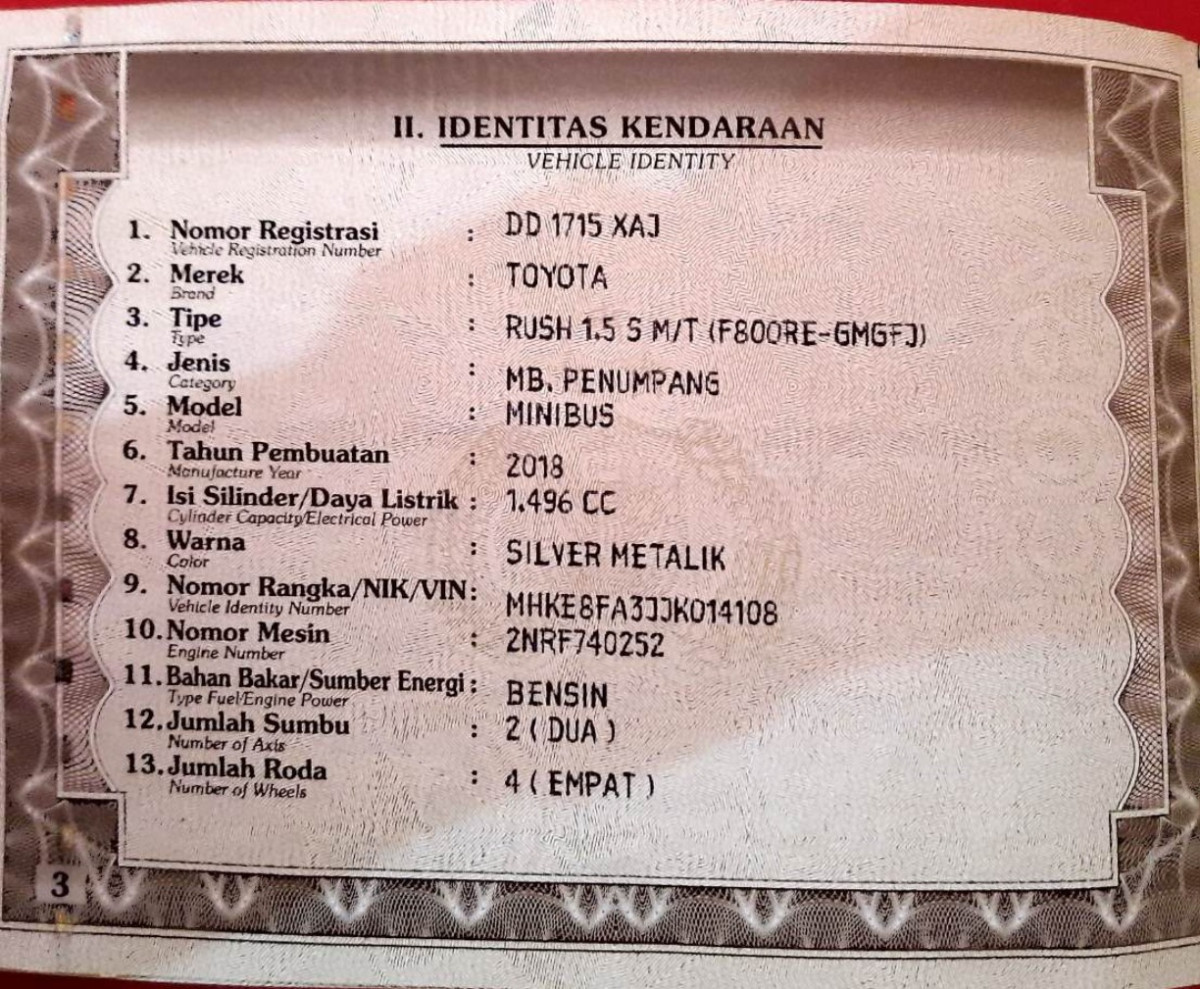 II. IDENTITAS KENDARAAN
VEHICLE IDENTITY
1. Nomor Registrasi : DD 1715 XAJ
Vehicle Registration Number
2. Merek : TOYOTA
Brand
3. Tipe : RUSH 1.5 S M/T (F800RE-GMGFJ)
Type
4. Jenis : MB. PENUMPANG
Category
5. Model : MINIBUS
Model
6. Tahun Pembuatan : 2018
Manufacture Year
7. Isi Silinder/Daya Listrik : 1.496 CC
Cylinder Capacity/Electrical Power
8. Warna : SILVER METALIK
Color
9. Nomor Rangka/NIK/VIN : MHKE8FA3JJK014108
Vehicle Identity Number
10. Nomor Mesin : 2NRF740252
Engine Number
11. Bahan Bakar/Sumber Energi : BENSIN
Type Fuel/Engine Power
12. Jumlah Sumbu : 2 ( DUA )
Number of Axis
13. Jumlah Roda : 4 ( EMPAT )
Number of Wheels
3